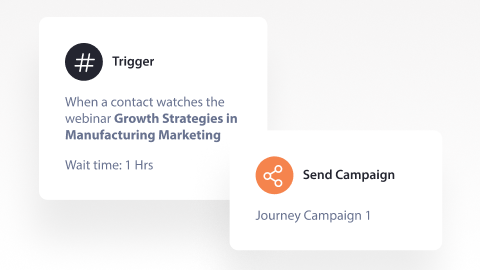 Trigger
When a contact watches the
webinar Growth Strategies in
Manufacturing Marketing
Wait time: 1 Hrs
Send Campaign
Journey Campaign 1